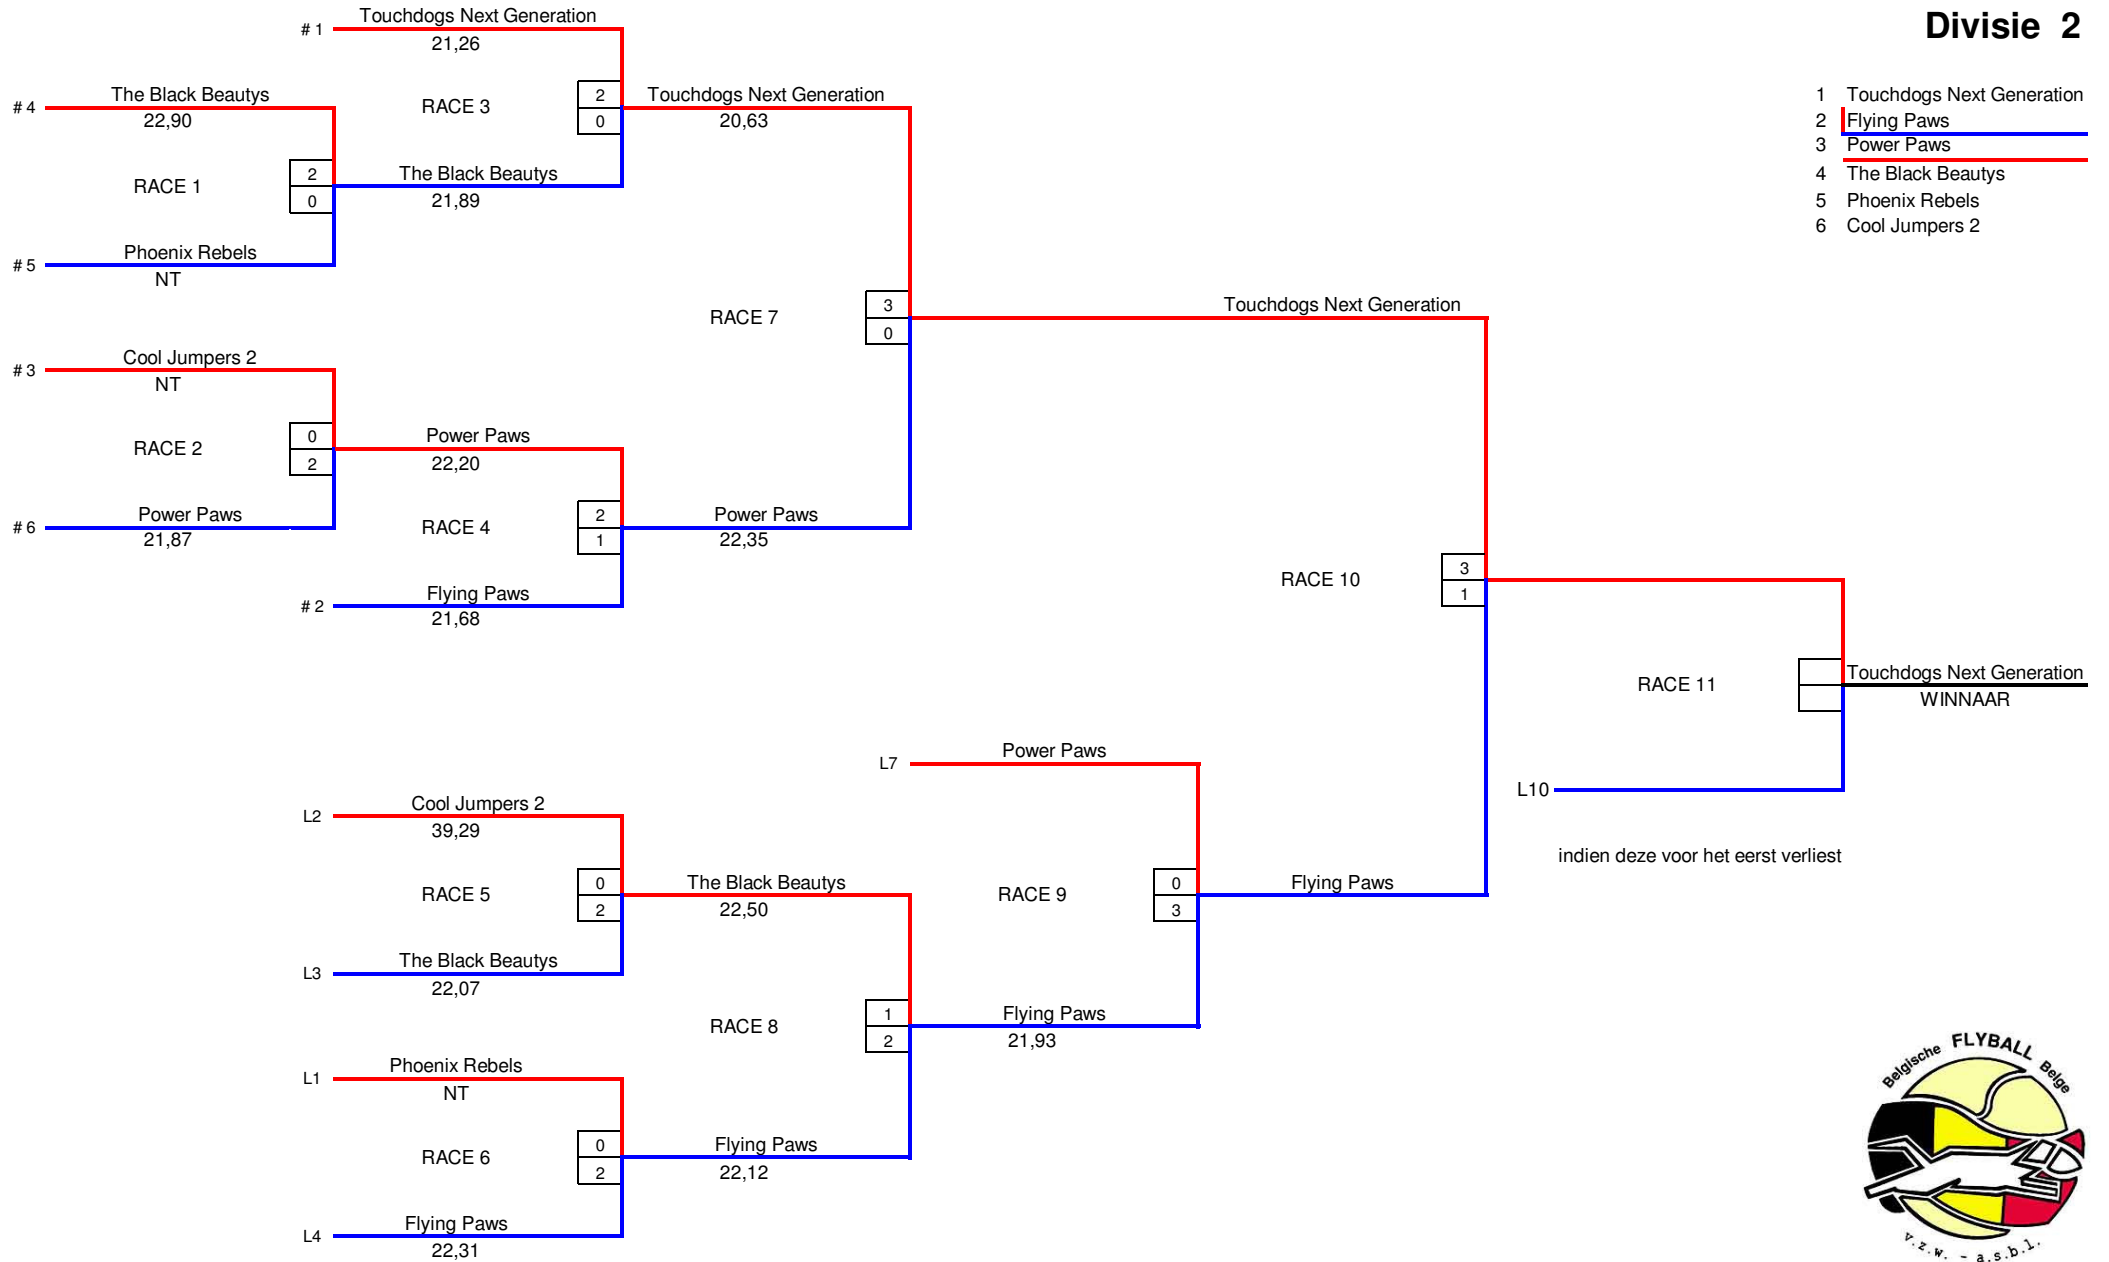 Divisie 2
1 Touchdogs Next Generation
2 Flying Paws
3 Power Paws
4 The Black Beautys
5 Phoenix Rebels
6 Cool Jumpers 2
# 1 Touchdogs Next Generation
21,26
# 4 The Black Beautys
22,90
RACE 3
2
0
Touchdogs Next Generation
20,63
RACE 1
2
0
The Black Beautys
21,89
# 5 Phoenix Rebels
NT
RACE 7
3
0
Touchdogs Next Generation
# 3 Cool Jumpers 2
NT
RACE 2
0
2
Power Paws
22,20
# 6 Power Paws
21,87
RACE 4
2
1
Power Paws
22,35
# 2 Flying Paws
21,68
RACE 10
3
1
RACE 11
Touchdogs Next Generation
WINNAAR
L7 Power Paws
L10
indien deze voor het eerst verliest
L2 Cool Jumpers 2
39,29
RACE 5
0
2
The Black Beautys
22,50
RACE 9
0
3
Flying Paws
L3 The Black Beautys
22,07
RACE 8
1
2
Flying Paws
21,93
L1 Phoenix Rebels
NT
RACE 6
0
2
Flying Paws
22,12
L4 Flying Paws
22,31
Belgische FLYBALL Belge
v.z.w. - a.s.b.l.